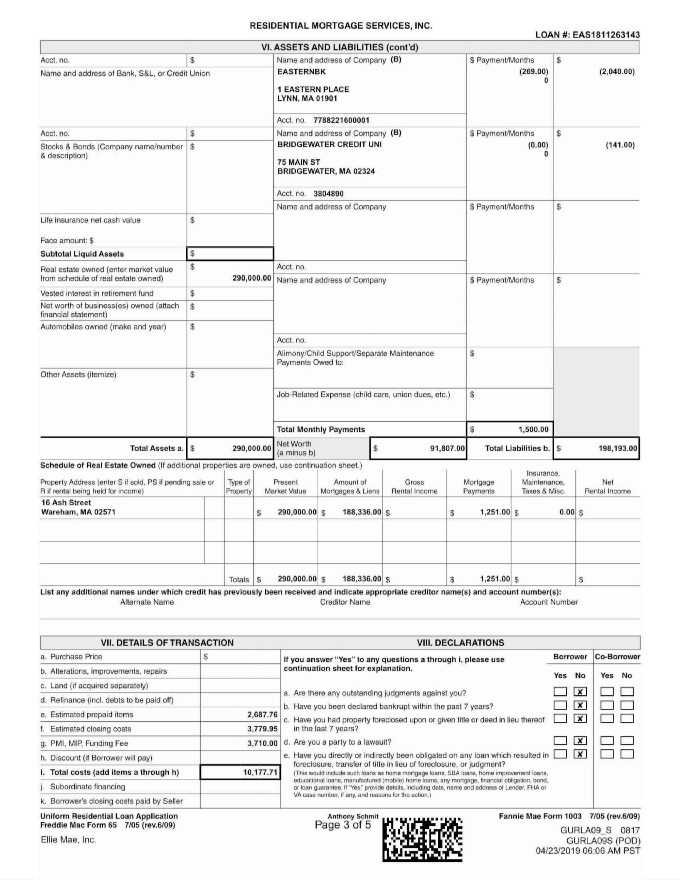 RESIDENTIAL MORTGAGE SERVICES, INC.
LOAN #: EAS1811263143
VI. ASSETS AND LIABILITIES (cont'd)
Acct. no. $ Name and address of Company (B) $ Payment/Months $
Name and address of Bank, S&L, or Credit Union EASTERNBK (269.00) (2,040.00)
0
1 EASTERN PLACE
LYNN, MA 01901
Acct. no. 7788221600001
Acct. no. $ Name and address of Company (B) $ Payment/Months $
Stocks & Bonds (Company name/number & description) $ BRIDGEWATER CREDIT UNI (0.00) (141.00)
0
75 MAIN ST
BRIDGEWATER, MA 02324
Acct. no. 3804890
Name and address of Company $ Payment/Months $
Life insurance net cash value $
Face amount: $
Subtotal Liquid Assets $
Real estate owned (enter market value from schedule of real estate owned) $ 290,000.00
Acct. no.
Name and address of Company $ Payment/Months $
Vested interest in retirement fund $
Net worth of business(es) owned (attach financial statement) $
Automobiles owned (make and year) $
Acct. no.
Alimony/Child Support/Separate Maintenance Payments Owed to: $
Other Assets (itemize) $
Job-Related Expense (child care, union dues, etc.) $
Total Monthly Payments $ 1,500.00
Total Assets a. $ 290,000.00 Net Worth (a minus b) $ 91,807.00 Total Liabilities b. $ 198,193.00
Schedule of Real Estate Owned (If additional properties are owned, use continuation sheet.)
Property Address (enter S if sold, PS if pending sale or R if rental being held for income) Type of Property Present Market Value Amount of Mortgages & Liens Gross Rental Income Mortgage Payments Insurance, Maintenance, Taxes & Misc. Net Rental Income
16 Ash Street
Wareham, MA 02571 $ 290,000.00 $ 188,336.00 $ $ 1,251.00 $ 0.00 $
Totals $ 290,000.00 $ 188,336.00 $ $ 1,251.00 $ $
List any additional names under which credit has previously been received and indicate appropriate creditor name(s) and account number(s):
Alternate Name Creditor Name Account Number
VII. DETAILS OF TRANSACTION
a. Purchase Price $
b. Alterations, improvements, repairs
c. Land (if acquired separately)
d. Refinance (incl. debts to be paid off)
e. Estimated prepaid items 2,687.76
f. Estimated closing costs 3,779.95
g. PMI, MIP, Funding Fee 3,710.00
h. Discount (if Borrower will pay)
i. Total costs (add items a through h) 10,177.71
j. Subordinate financing
k. Borrower's closing costs paid by Seller
VIII. DECLARATIONS
If you answer "Yes" to any questions a through i, please use continuation sheet for explanation.
Borrower Co-Borrower
Yes No Yes No
a. Are there any outstanding judgments against you? X
b. Have you been declared bankrupt within the past 7 years? X
c. Have you had property foreclosed upon or given title or deed in lieu thereof in the last 7 years? X
d. Are you a party to a lawsuit? X
e. Have you directly or indirectly been obligated on any loan which resulted in foreclosure, transfer of title in lieu of foreclosure, or judgment? X
(This would include such loans as home mortgage loans, SBA loans, home improvement loans, educational loans, manufactured (mobile) home loans, any mortgage, financial obligation, bond, or loan guarantee. If "Yes," provide details, including date, name and address of Lender, FHA or VA case number, if any, and reasons for the action.)
Uniform Residential Loan Application
Freddie Mac Form 65 7/05 (rev.6/09)
Ellie Mae, Inc.
Anthony Schmit
Page 3 of 5
Fannie Mae Form 1003 7/05 (rev.6/09)
GURLA09_S 0817
GURLA09S (POD)
04/23/2019 06:06 AM PST